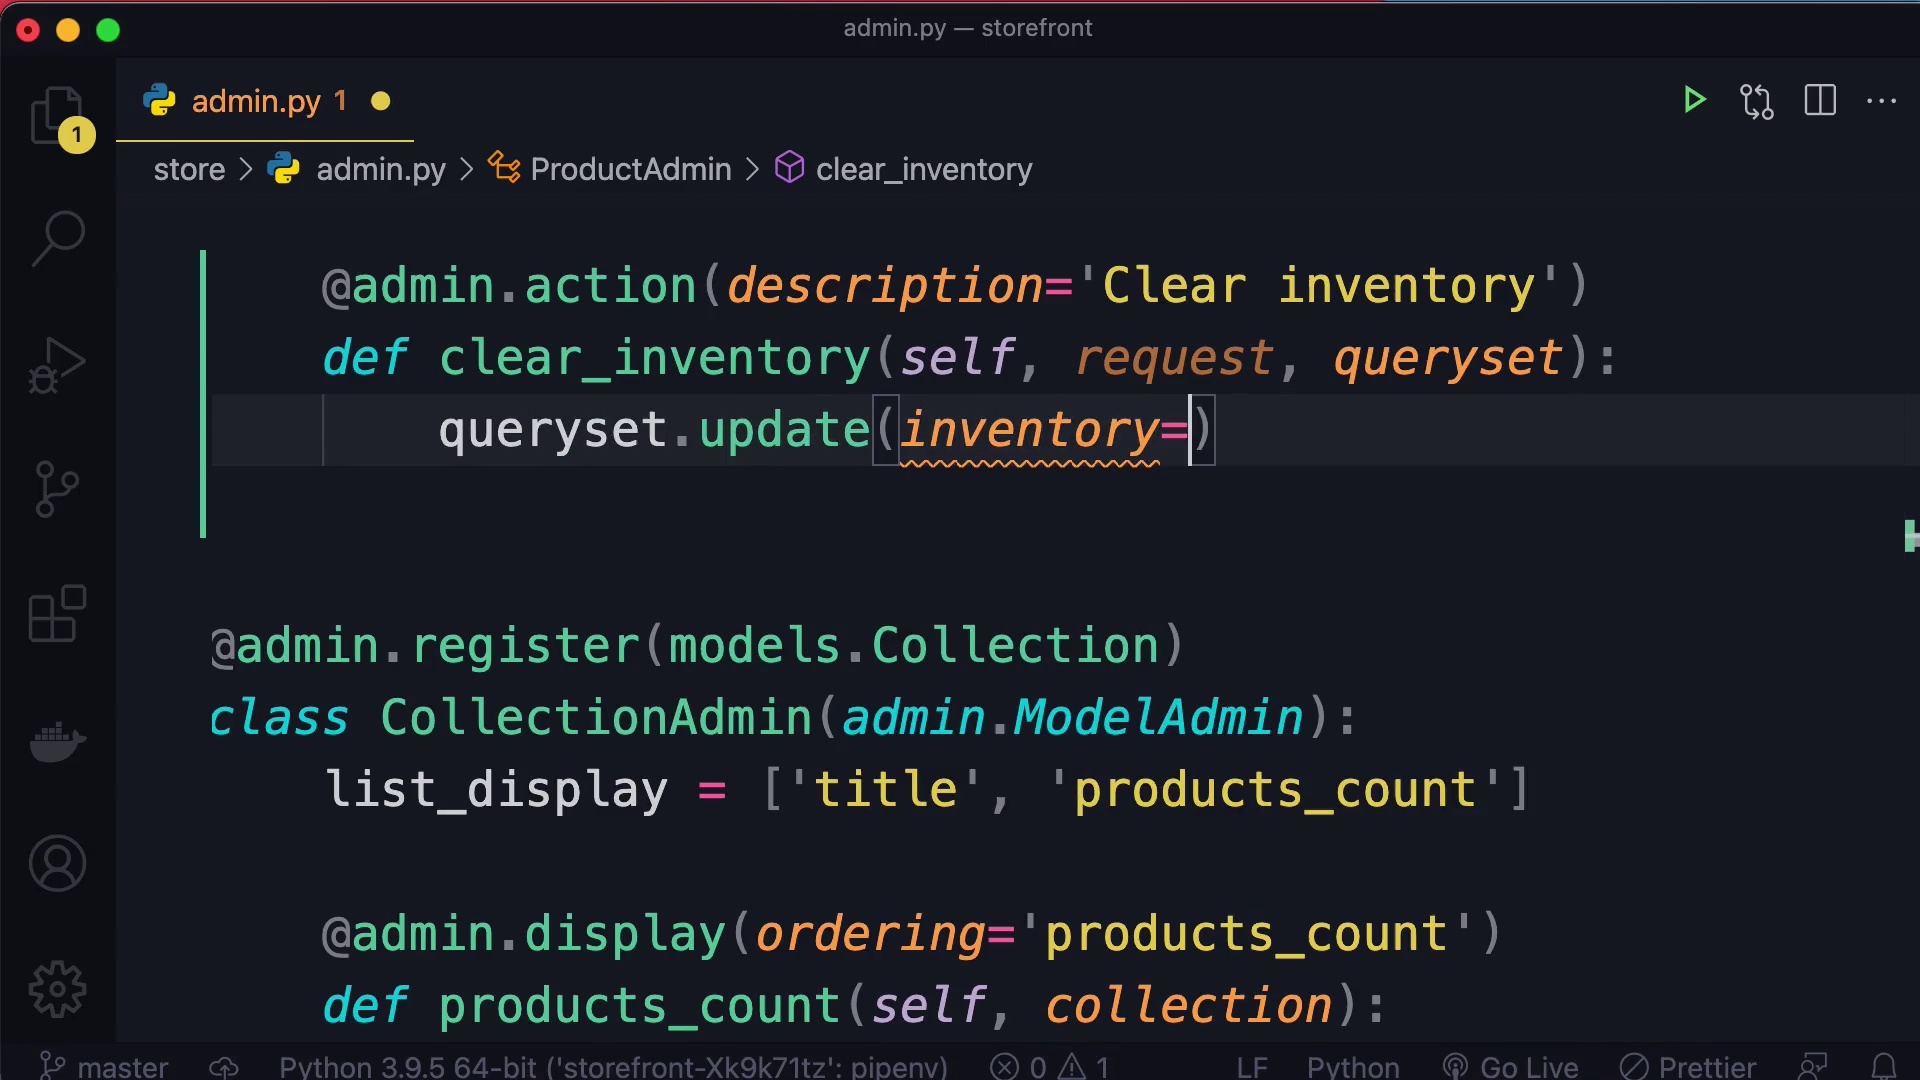 admin.py — storefront
admin.py 1
1
store > admin.py > ProductAdmin > clear_inventory
@admin.action(description='Clear inventory')
def clear_inventory(self, request, queryset):
queryset.update(inventory=)
@admin.register(models.Collection)
class CollectionAdmin(admin.ModelAdmin):
list_display = ['title', 'products_count']
@admin.display(ordering='products_count')
def products_count(self, collection):
master Python 3.9.5 64-bit ('storefront-Xk9k71tz': pipenv) 0 1 LF Python Go Live Prettier